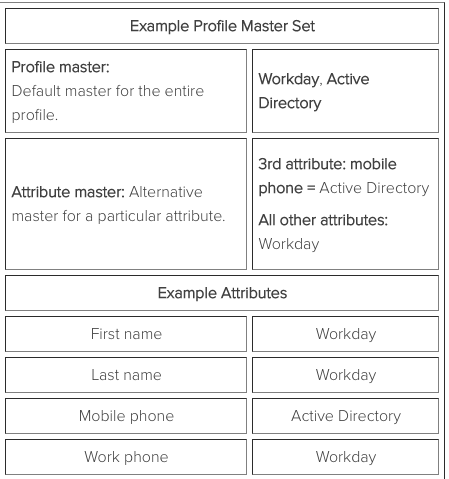 Example Profile Master Set
Profile master:
Default master for the entire
profile.
Workday, Active
Directory
Attribute master: Alternative
master for a particular attribute.
3rd attribute: mobile
phone = Active Directory
All other attributes:
Workday
Example Attributes
First name
Workday
Last name
Workday
Mobile phone
Active Directory
Work phone
Workday